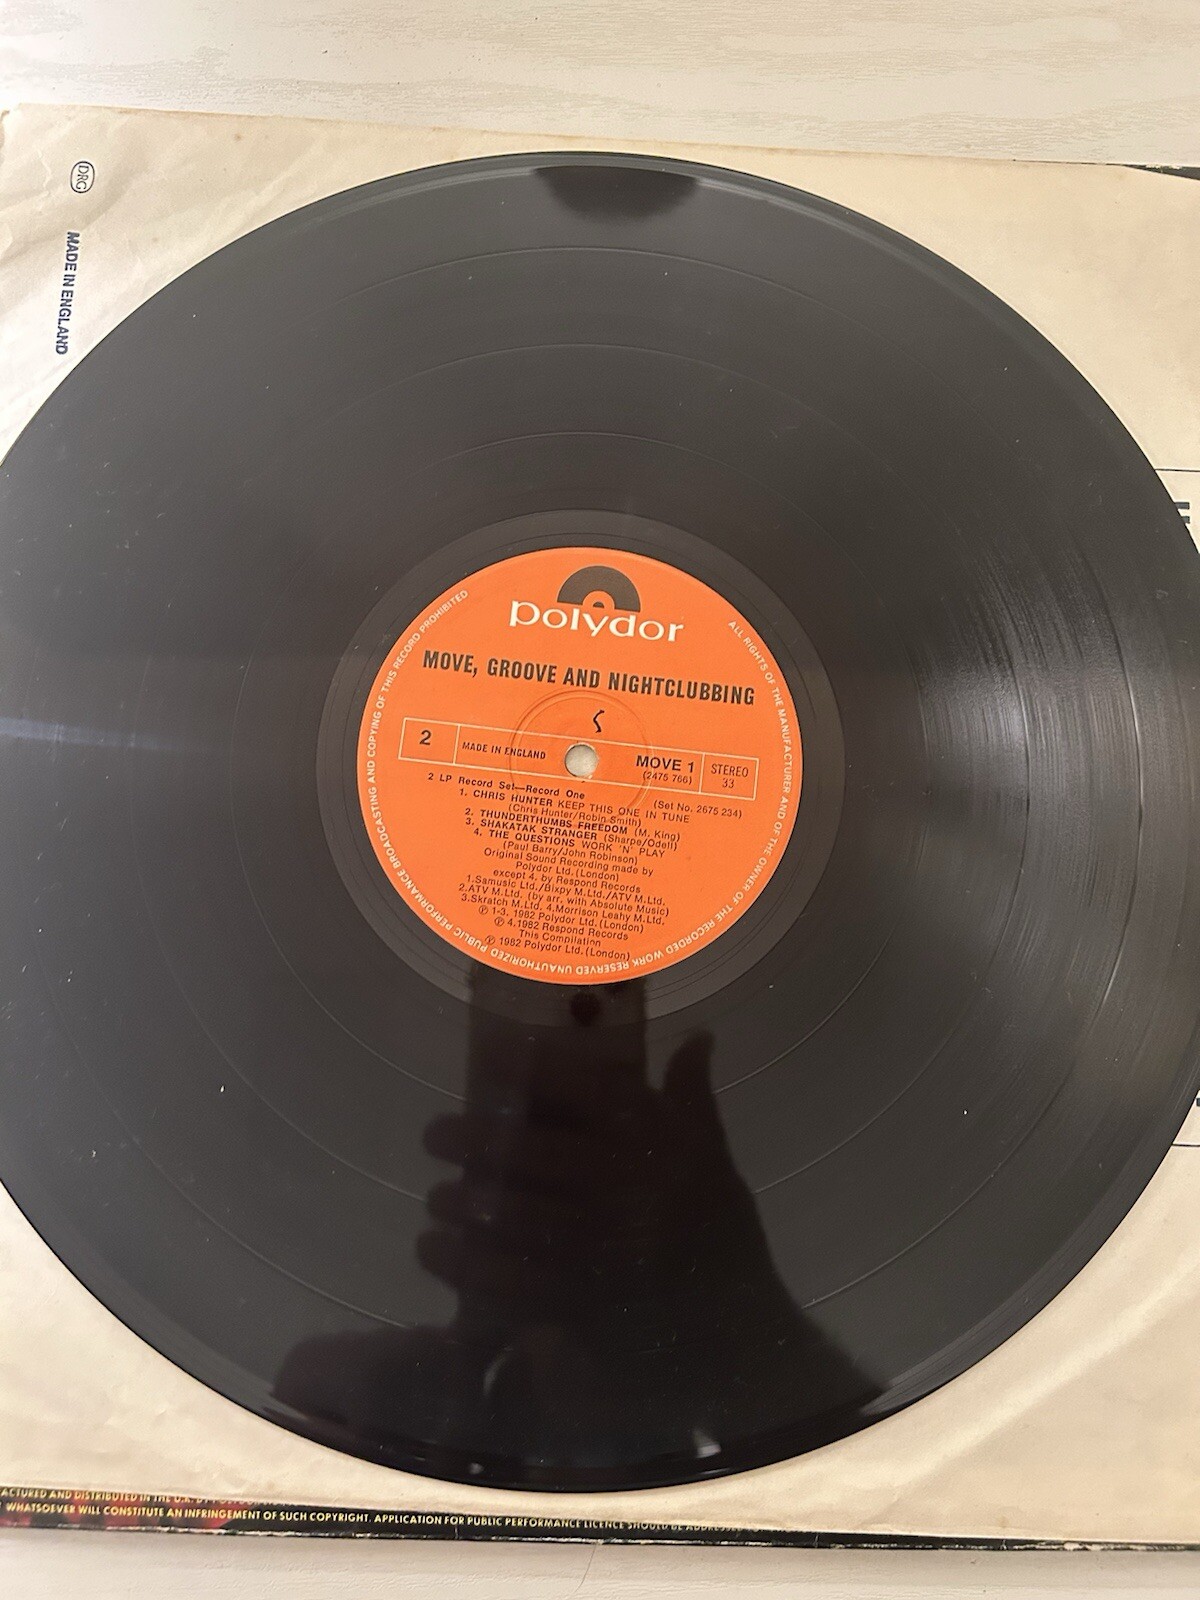 DRG
MADE IN ENGLAND
polydor
MOVE, GROOVE AND NIGHTCLUBBING
2
MADE IN ENGLAND
MOVE 1
(2475 766)
STEREO
33
2 LP Record Set—Record One
(Set No. 2675 234)
1. CHRIS HUNTER KEEP THIS ONE IN TUNE
(Chris Hunter/Robin Smith)
2. THUNDERTHUMBS FREEDOM (M. King)
3. SHAKATAK STRANGER (Sharpe/Odell)
4. THE QUESTIONS WORK 'N' PLAY
(Paul Barry/John Robinson)
Original Sound Recording made by
Polydor Ltd. (London)
except 4. by Respond Records
1.Samusic Ltd./Bixpy M.Ltd./ATV M.Ltd.
2.ATV M.Ltd. (by arr. with Absolute Music)
3.Skratch M.Ltd. 4.Morrison Leahy M.Ltd.
℗ 1-3. 1982 Polydor Ltd. (London)
℗ 4.1982 Respond Records
This Compilation
℗ 1982 Polydor Ltd. (London)
ALL RIGHTS OF THE MANUFACTURER AND OF THE OWNER OF THE RECORDED WORK RESERVED UNAUTHORIZED PUBLIC PERFORMANCE BROADCASTING AND COPYING OF THIS RECORD PROHIBITED
AND DISTRIBUTED IN THE U.K. BY
WHATSOEVER WILL CONSTITUTE AN INFRINGEMENT OF SUCH COPYRIGHT. APPLICATION FOR PUBLIC PERFORMANCE LICENCE SHOULD BE ADDRESSED